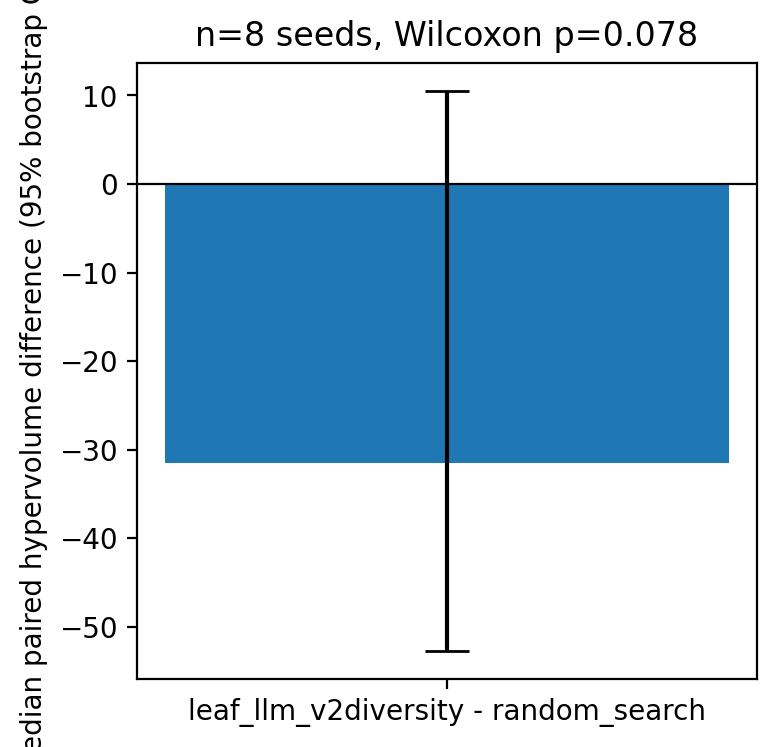 n=8 seeds, Wilcoxon p=0.078
edian paired hypervolume difference (95% bootstrap
10
0
−10
−20
−30
−40
−50
leaf_llm_v2diversity - random_search